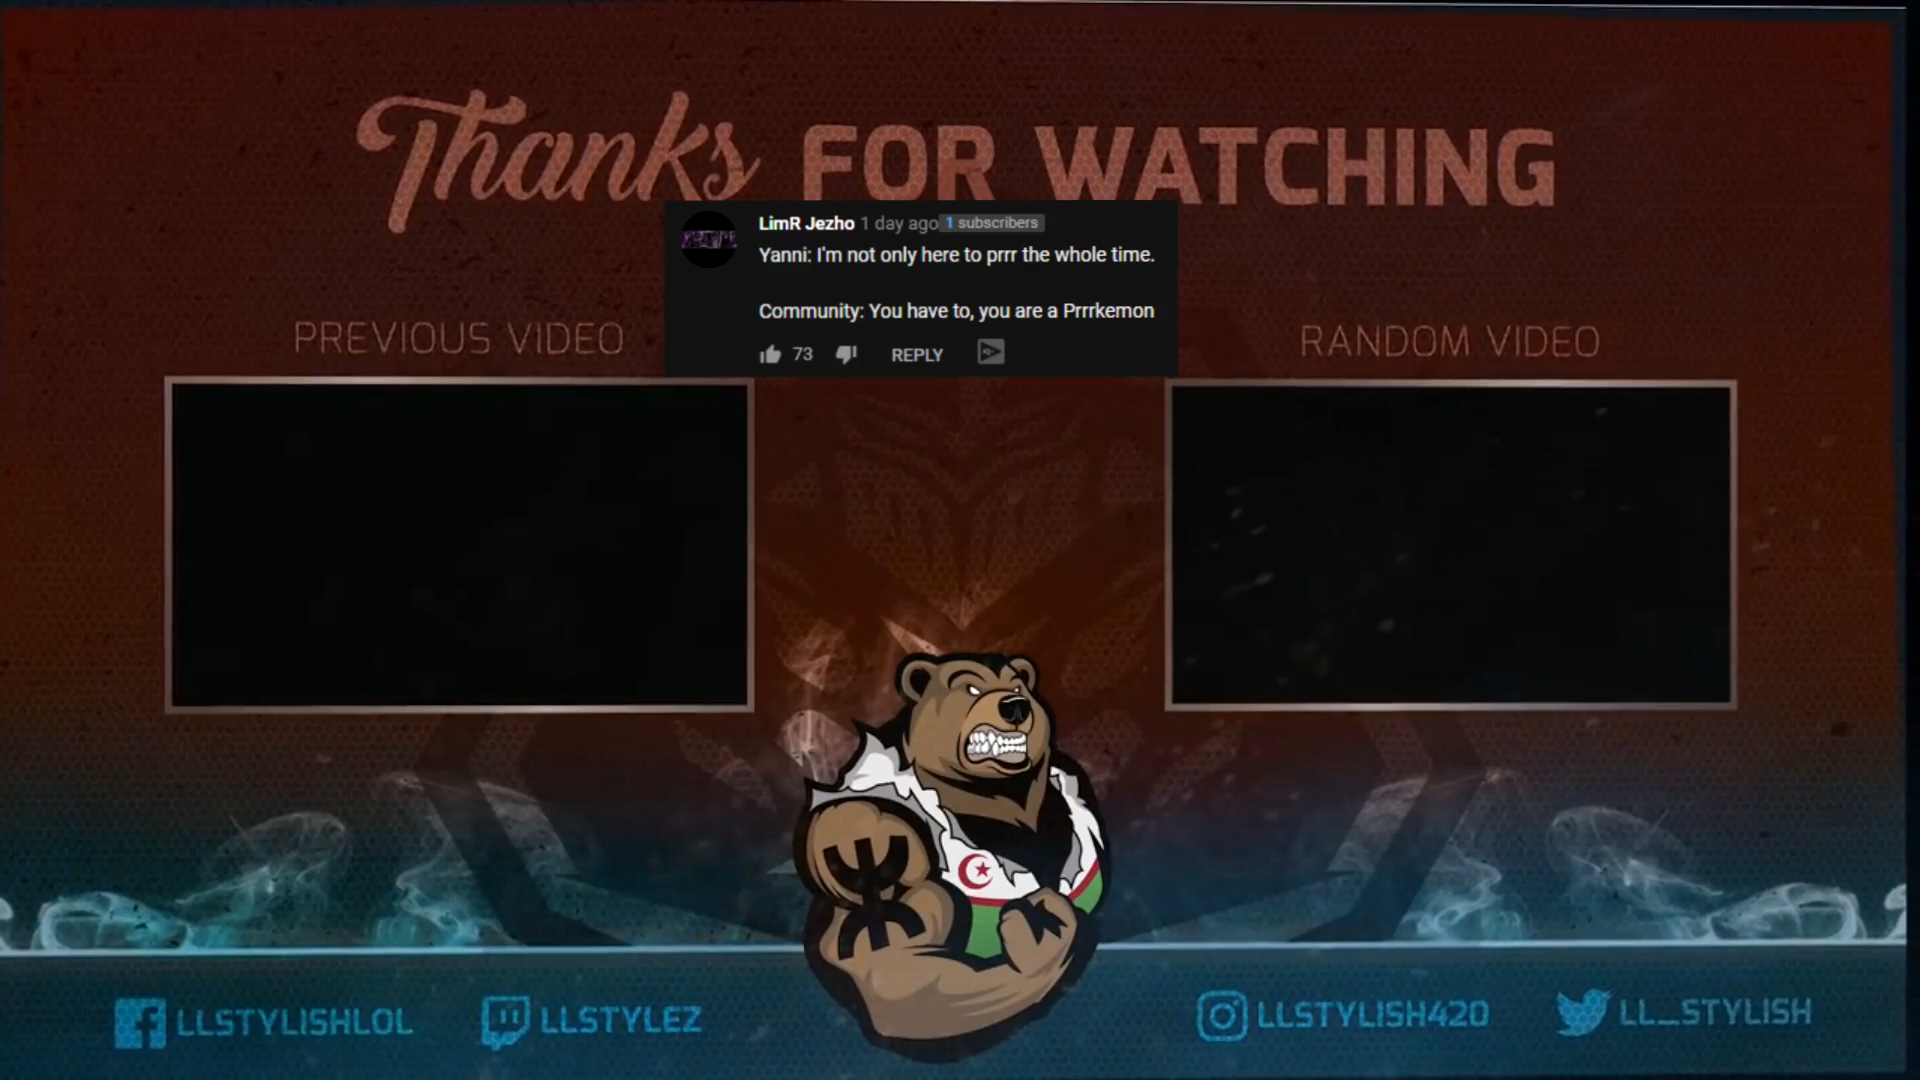 Thanks FOR WATCHING
LimR Jezho 1 day ago 1 subscribers
Yanni: I'm not only here to prrr the whole time.
Community: You have to, you are a Prrrkemon
73 REPLY
PREVIOUS VIDEO
RANDOM VIDEO
LLSTYLISHLOL
LLSTYLEZ
LLSTYLISH420
LL_STYLISH